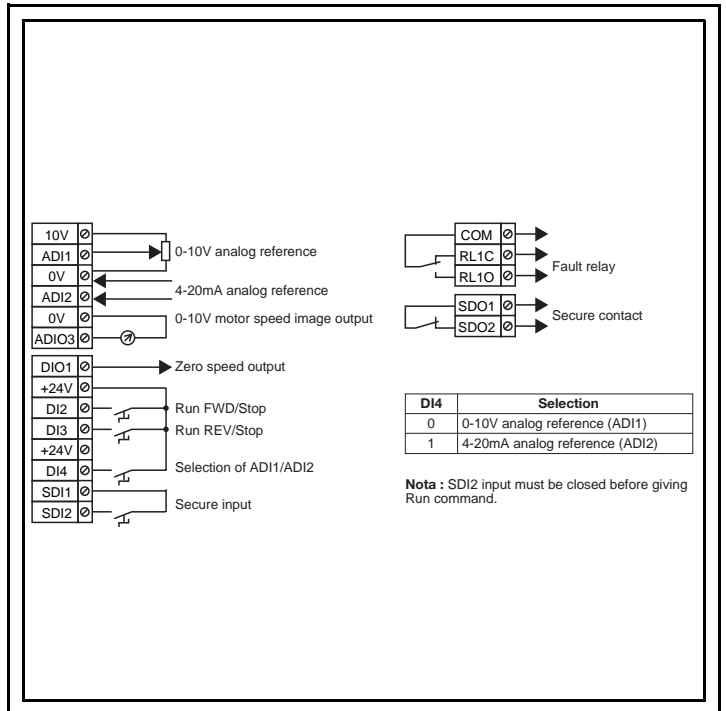 10V
ADI1
0-10V analog reference
0V
4-20mA analog reference
ADI2
0V
0-10V motor speed image output
ADIO3
DIO1
Zero speed output
+24V
DI2
Run FWD/Stop
DI3
Run REV/Stop
+24V
DI4
Selection of ADI1/ADI2
SDI1
Secure input
SDI2
COM
RL1C
Fault relay
RL1O
SDO1
Secure contact
SDO2
DI4 Selection
0 0-10V analog reference (ADI1)
1 4-20mA analog reference (ADI2)
Nota : SDI2 input must be closed before giving
Run command.